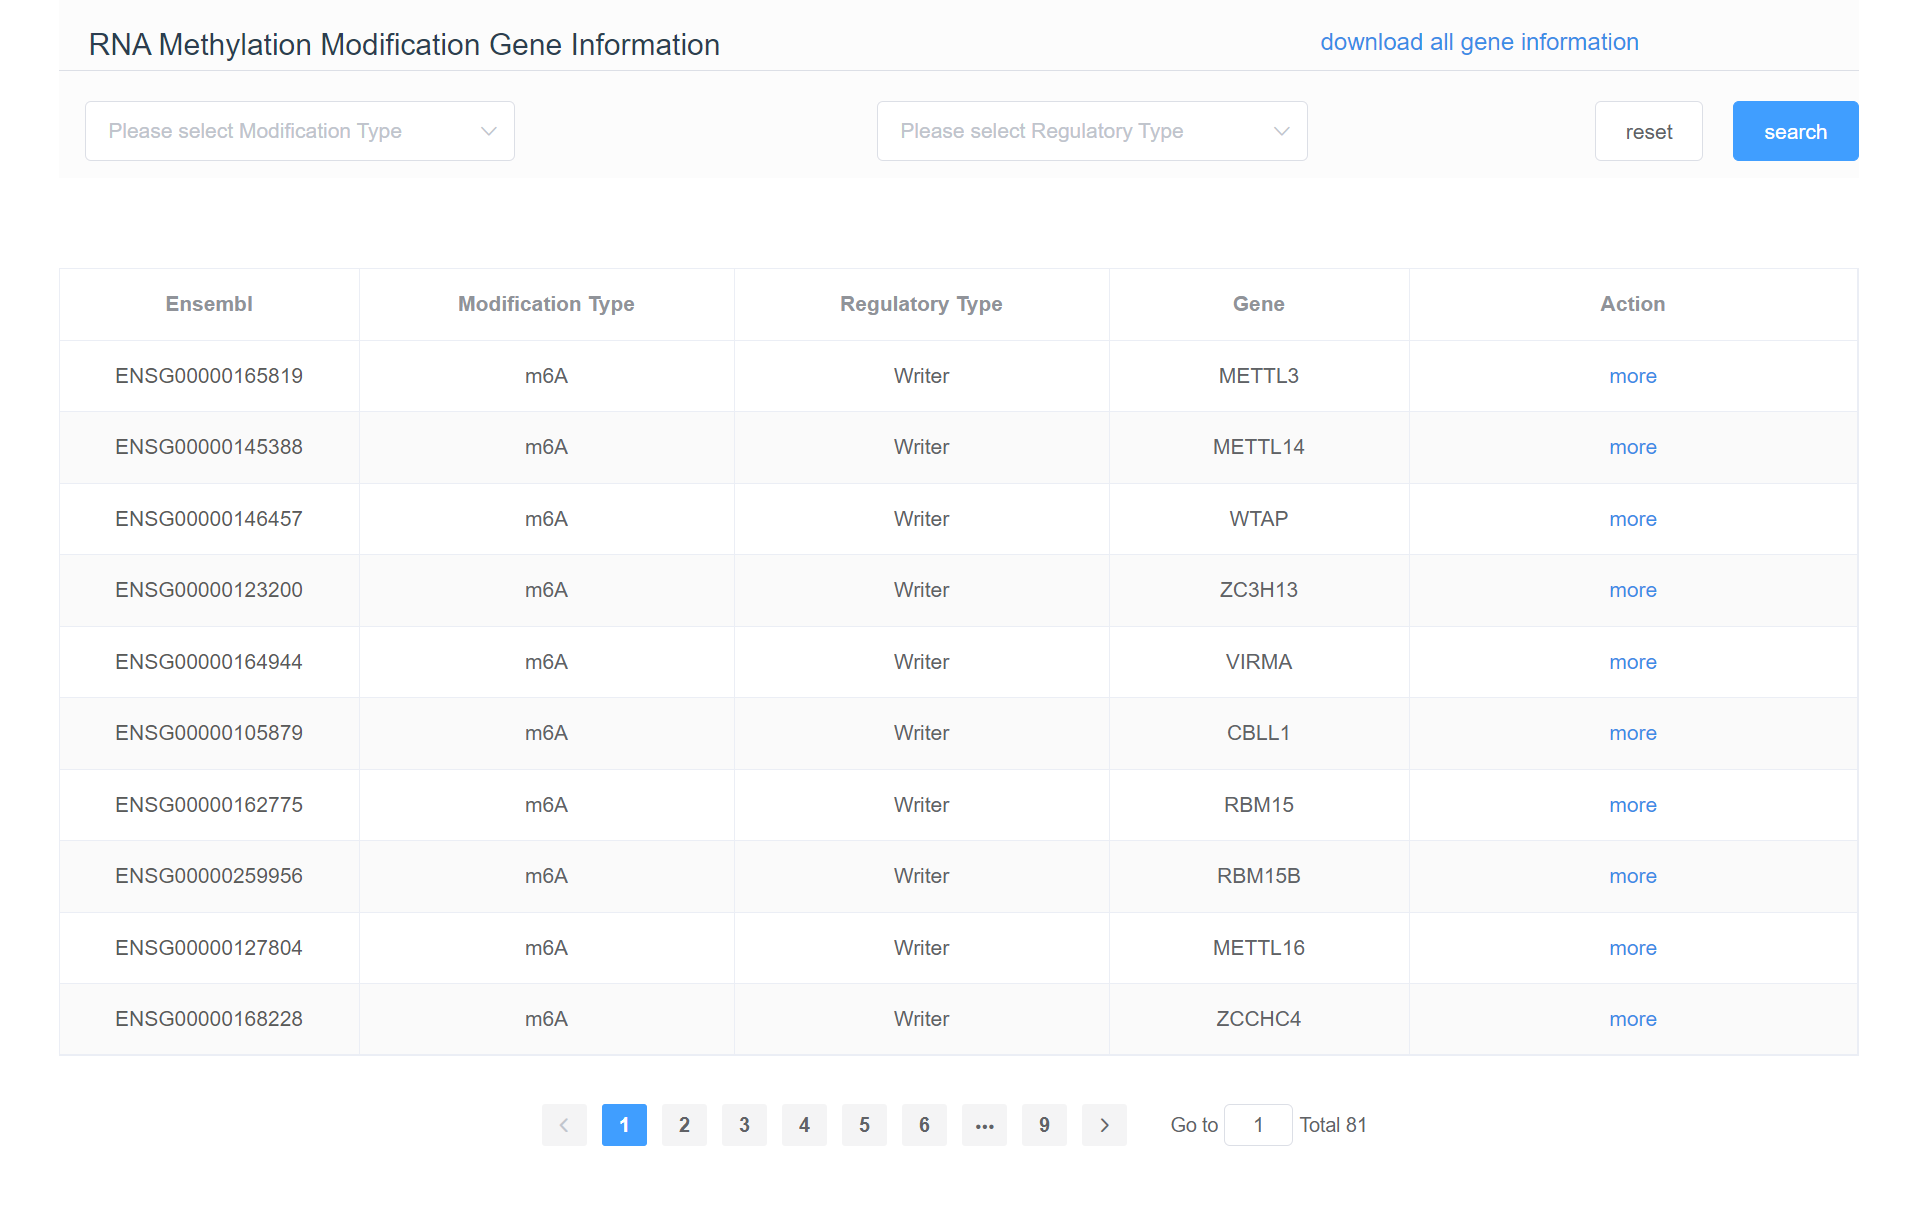 RNA Methylation Modification Gene Information
download all gene information
Please select Modification Type
Please select Regulatory Type
reset
search
Ensembl Modification Type Regulatory Type Gene Action
ENSG00000165819 m6A Writer METTL3 more
ENSG00000145388 m6A Writer METTL14 more
ENSG00000146457 m6A Writer WTAP more
ENSG00000123200 m6A Writer ZC3H13 more
ENSG00000164944 m6A Writer VIRMA more
ENSG00000105879 m6A Writer CBLL1 more
ENSG00000162775 m6A Writer RBM15 more
ENSG00000259956 m6A Writer RBM15B more
ENSG00000127804 m6A Writer METTL16 more
ENSG00000168228 m6A Writer ZCCHC4 more
1 2 3 4 5 6 ••• 9 Go to 1 Total 81